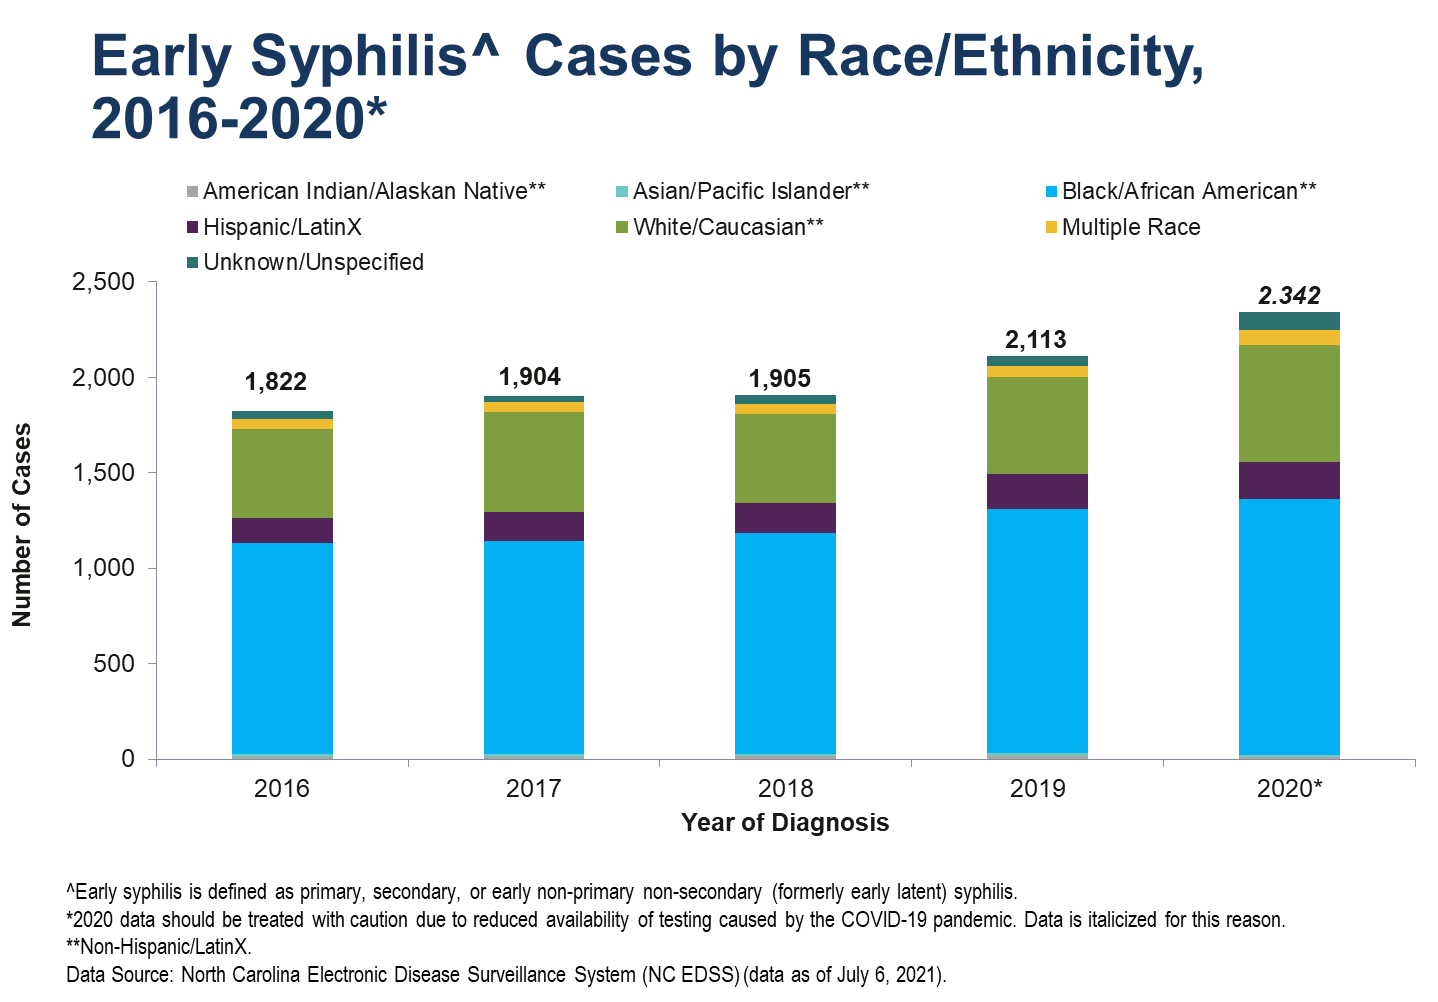 Early Syphilis^ Cases by Race/Ethnicity,
2016-2020*
American Indian/Alaskan Native**
Asian/Pacific Islander**
Black/African American**
Hispanic/LatinX
White/Caucasian**
Multiple Race
Unknown/Unspecified
2,500
2,000
1,500
1,000
500
0
Number of Cases
1,822
1,904
1,905
2,113
2.342
2016
2017
2018
2019
2020*
Year of Diagnosis
^Early syphilis is defined as primary, secondary, or early non-primary non-secondary (formerly early latent) syphilis.
*2020 data should be treated with caution due to reduced availability of testing caused by the COVID-19 pandemic. Data is italicized for this reason.
**Non-Hispanic/LatinX.
Data Source: North Carolina Electronic Disease Surveillance System (NC EDSS) (data as of July 6, 2021).